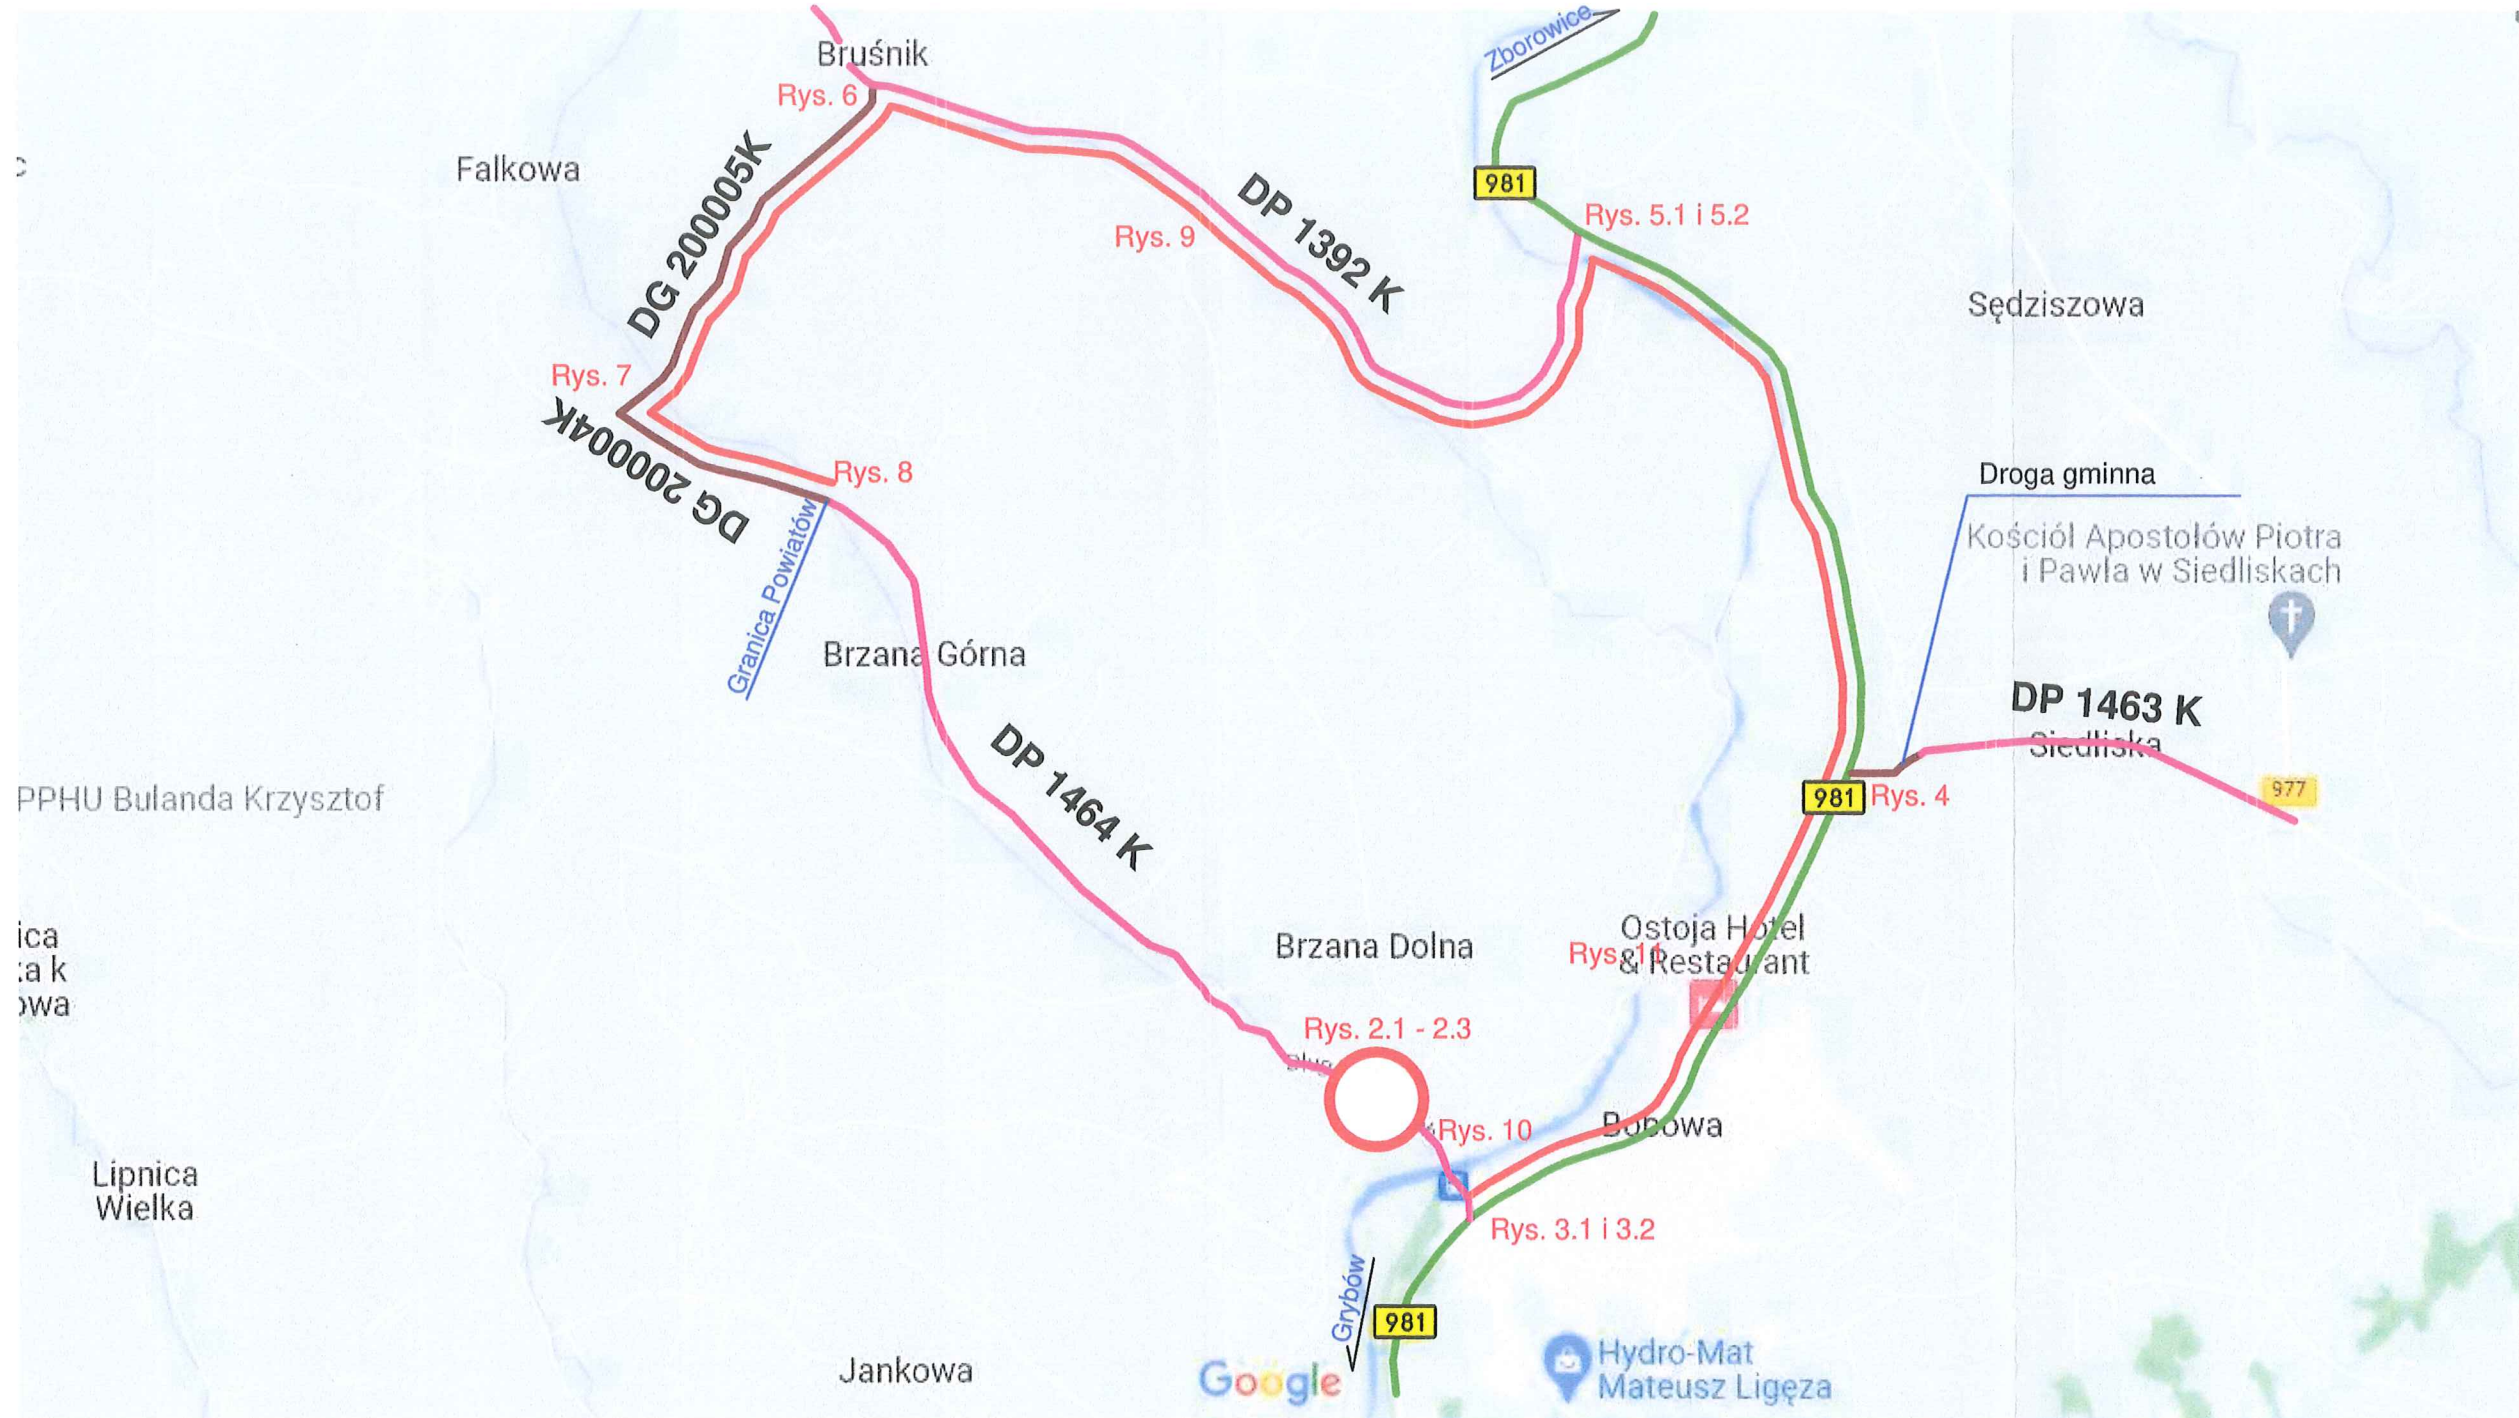 Bruśnik
Zborowice
Rys. 6
Falkowa
DG 200005K
981
Rys. 5.1 i 5.2
DP 1392 K
Rys. 9
Sędziszowa
Rys. 7
DG 200004K
Rys. 8
Droga gminna
Granica Powiatów
Kościół Apostołów Piotra
i Pawła w Siedliskach
Brzana Górna
DP 1463 K
Siedliska
DP 1464 K
977
981
Rys. 4
PPHU Bulanda Krzysztof
Ostoja Hotel
& Restaurant
Rys. 11
Brzana Dolna
ica
a k
owa
Rys. 2.1 - 2.3
Bobowa
Rys. 10
Lipnica
Wielka
Rys. 3.1 i 3.2
Grybów
981
Jankowa
Google
Hydro-Mat
Mateusz Ligęza